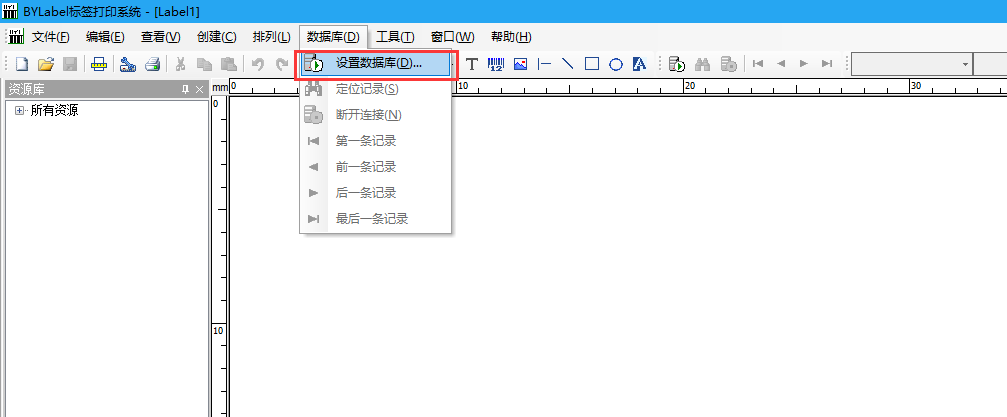 BYLabel标签打印系统 - [Label1]
文件(F) 编辑(E) 查看(V) 创建(C) 排列(L) 数据库(D) 工具(T) 窗口(W) 帮助(H)
设置数据库(D)...
定位记录(S)
断开连接(N)
第一条记录
前一条记录
后一条记录
最后一条记录
资源库
所有资源
mm 0 10 20 30
0
10